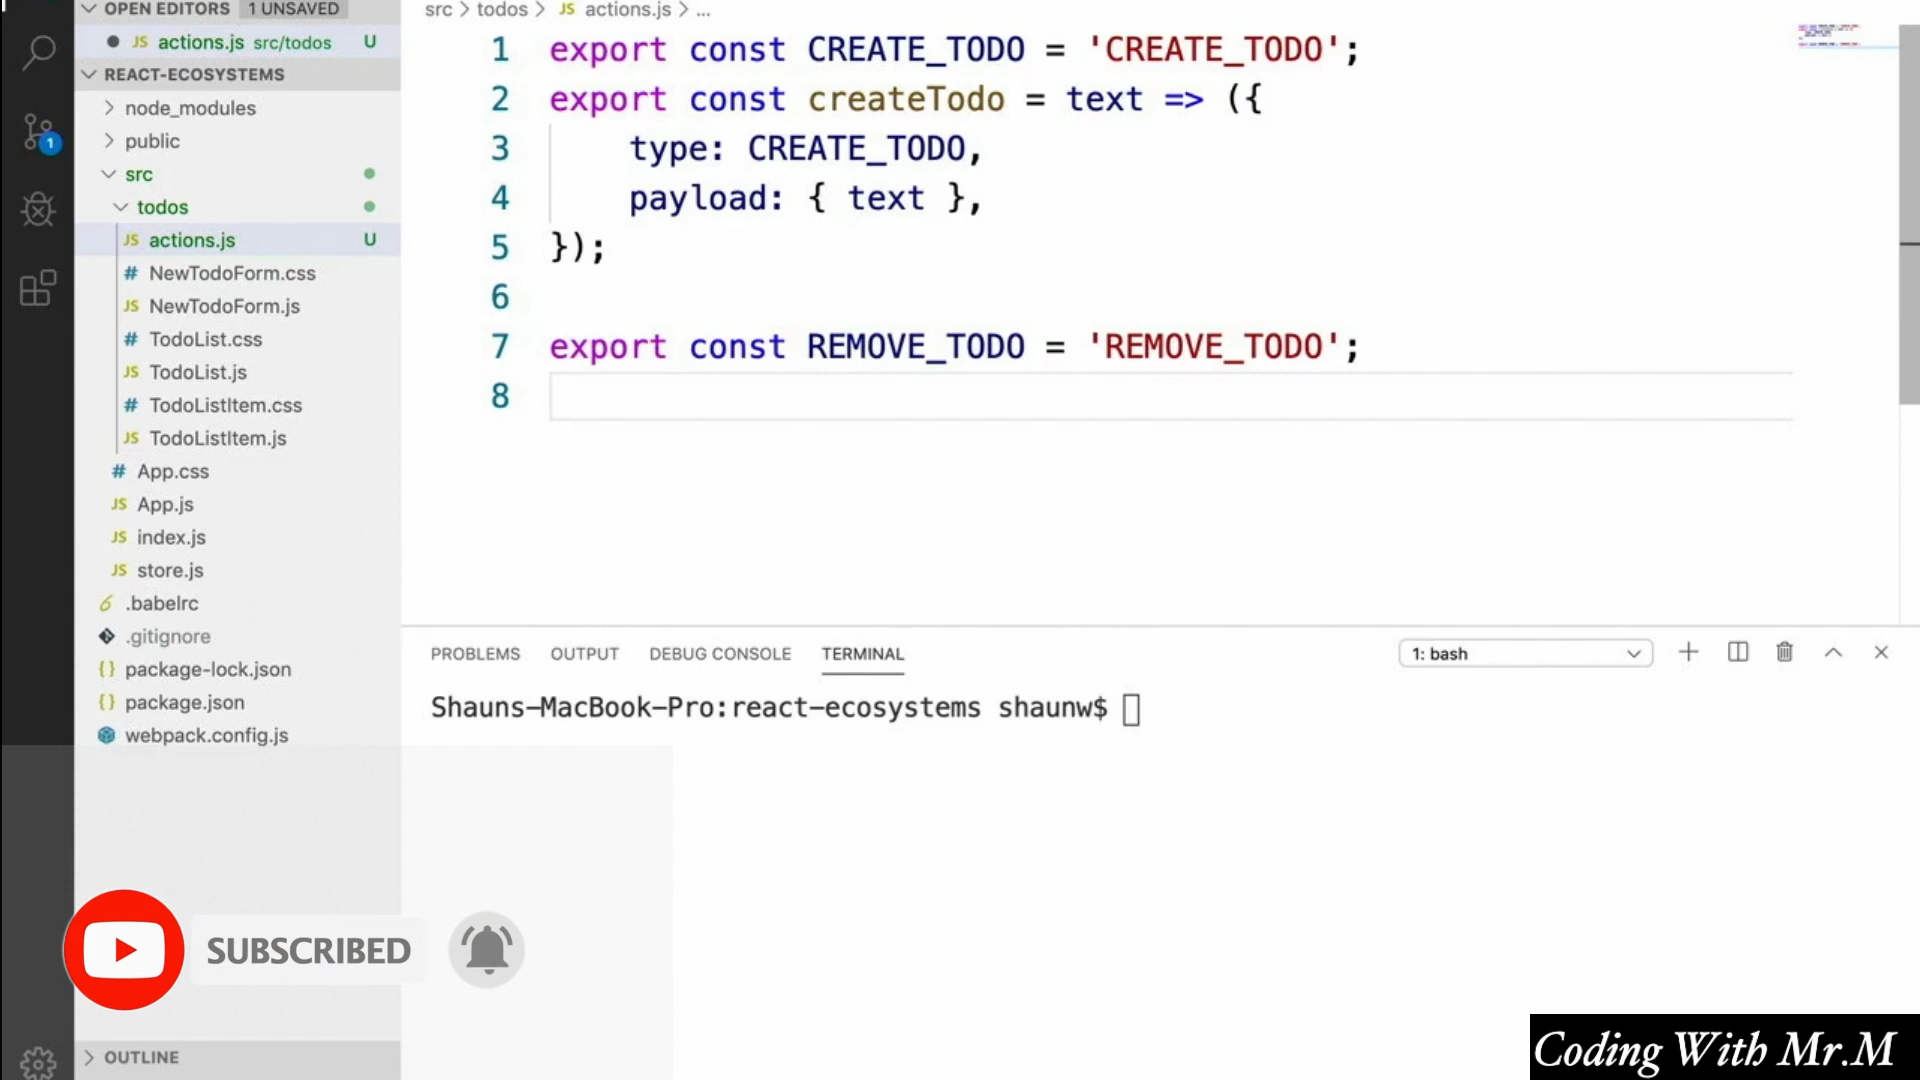 OPEN EDITORS 1 UNSAVED
JS actions.js src/todos U
REACT-ECOSYSTEMS
node_modules
public
src
todos
JS actions.js U
# NewTodoForm.css
JS NewTodoForm.js
# TodoList.css
JS TodoList.js
# TodoListItem.css
JS TodoListItem.js
# App.css
JS App.js
JS index.js
JS store.js
.babelrc
.gitignore
{} package-lock.json
{} package.json
webpack.config.js
OUTLINE
1
src > todos > JS actions.js > ...
1 export const CREATE_TODO = 'CREATE_TODO';
2 export const createTodo = text => ({
3 type: CREATE_TODO,
4 payload: { text },
5 });
6
7 export const REMOVE_TODO = 'REMOVE_TODO';
8
PROBLEMS OUTPUT DEBUG CONSOLE TERMINAL 1: bash
Shauns-MacBook-Pro:react-ecosystems shaunw$
SUBSCRIBED
Coding With Mr.M